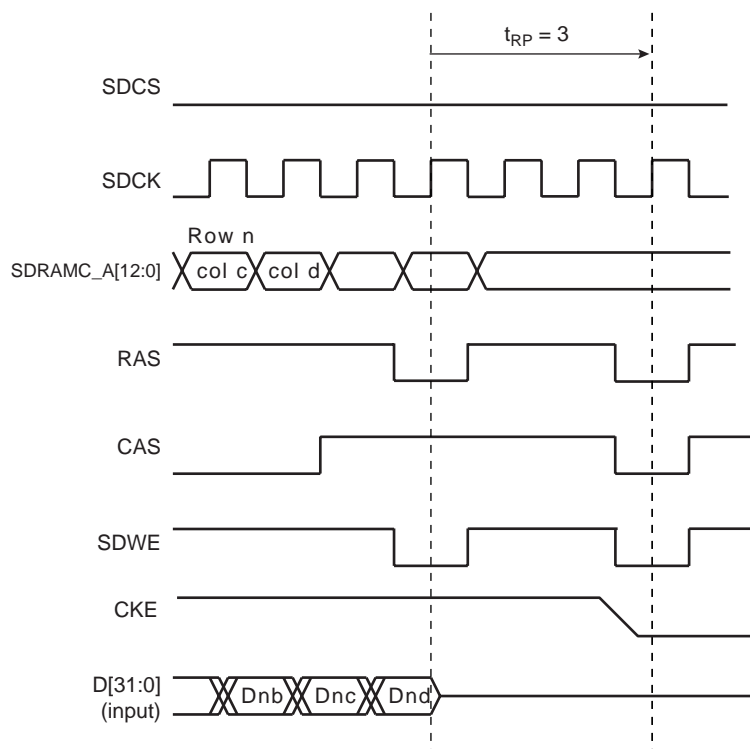 tRP = 3
SDCS
SDCK
Row n
SDRAMC_A[12:0]
col c col d
RAS
CAS
SDWE
CKE
D[31:0]
(input)
Dnb Dnc Dnd